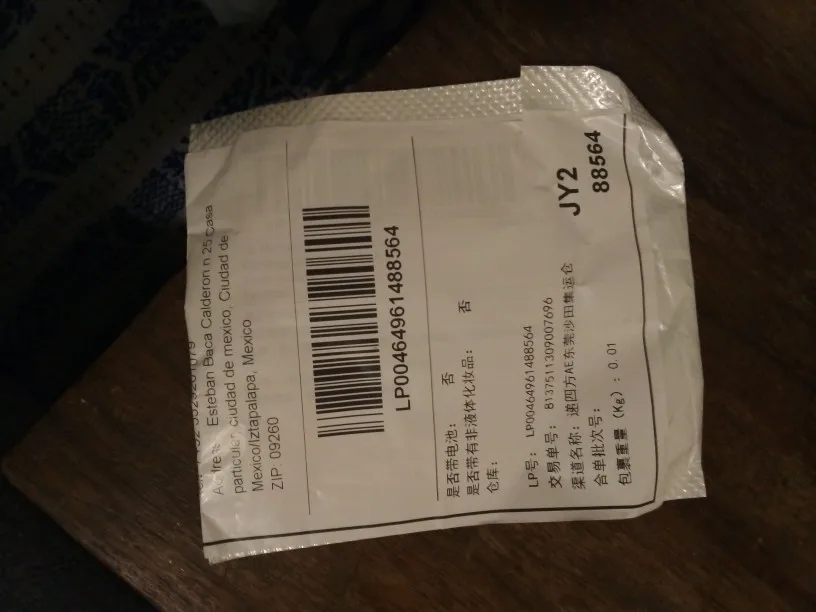 Esteban Baca Calderon n 25 Casa
particular, ciudad de mexico, Ciudad de
Mexico/Iztapalapa, Mexico
ZIP :09260
LP00464961488564
是否带电池： 否
是否带有非液体化妆品： 否
仓库：
JY2
88564
LP号： LP00464961488564
交易单号： 8137511309007696
渠道名称： 递四方AE东莞沙田集运仓
合单批次号：
包裹重量（Kg）: 0.01